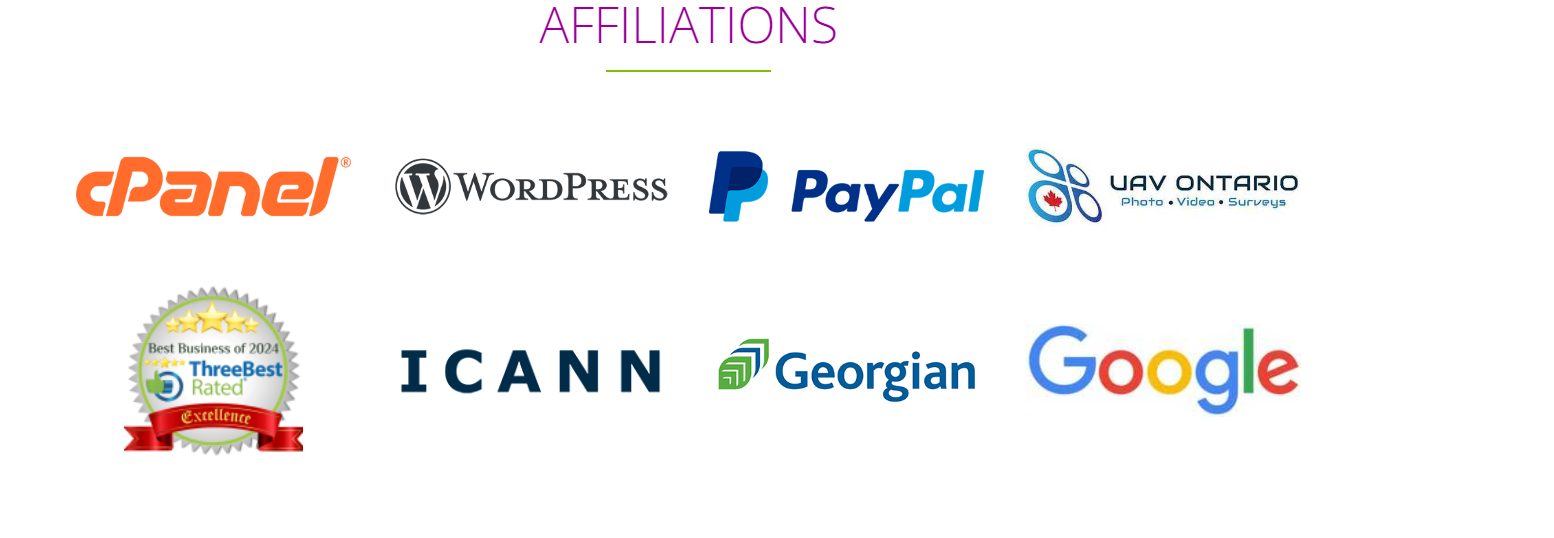 AFFILIATIONS
cPanel®
WORDPRESS
PayPal
UAV ONTARIO
Photo • Video • Surveys
Best Business of 2024
ThreeBest
Rated®
Excellence
ICANN
Georgian
Google